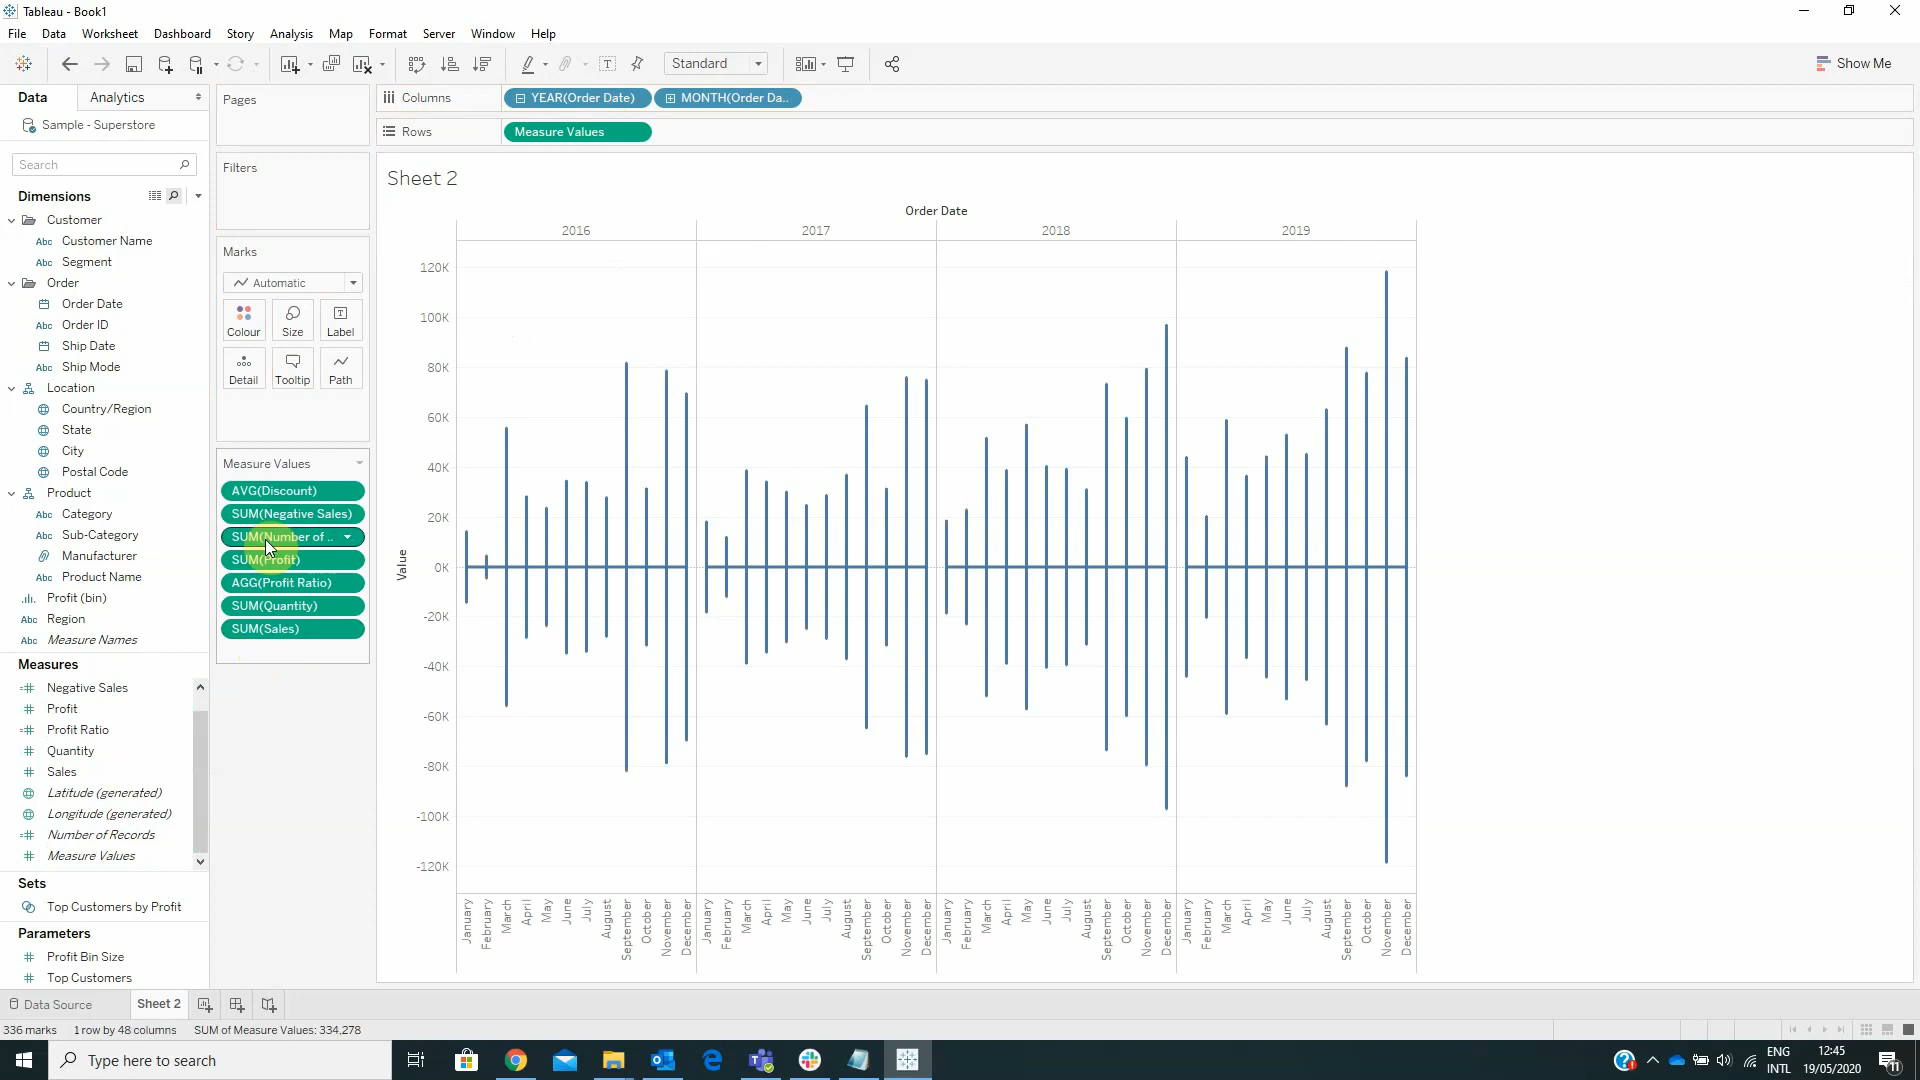 Tableau - Book1
File Data Worksheet Dashboard Story Analysis Map Format Server Window Help
Standard
Show Me
Data
Analytics
Sample - Superstore
Search
Dimensions
Customer
Abc Customer Name
Abc Segment
Order
Order Date
Abc Order ID
Ship Date
Abc Ship Mode
Location
Country/Region
State
City
Postal Code
Product
Abc Category
Abc Sub-Category
Manufacturer
Abc Product Name
Profit (bin)
Abc Region
Abc Measure Names
Measures
Negative Sales
Profit
Profit Ratio
Quantity
Sales
Latitude (generated)
Longitude (generated)
Number of Records
Measure Values
Sets
Top Customers by Profit
Parameters
Profit Bin Size
Top Customers
Pages
Filters
Marks
Automatic
Colour
Size
Label
Detail
Tooltip
Path
Measure Values
AVG(Discount)
SUM(Negative Sales)
SUM(Number of ..
SUM(Profit)
AGG(Profit Ratio)
SUM(Quantity)
SUM(Sales)
Columns
YEAR(Order Date)
MONTH(Order Da..
Rows
Measure Values
Sheet 2
Order Date
2016 2017 2018 2019
120K
100K
80K
60K
40K
20K
0K
-20K
-40K
-60K
-80K
-100K
-120K
Value
January February March April May June July August September October November December
January February March April May June July August September October November December
January February March April May June July August September October November December
January February March April May June July August September October November December
Data Source
Sheet 2
336 marks 1 row by 48 columns SUM of Measure Values: 334,278
Type here to search
ENG
INTL
12:45
19/05/2020
11